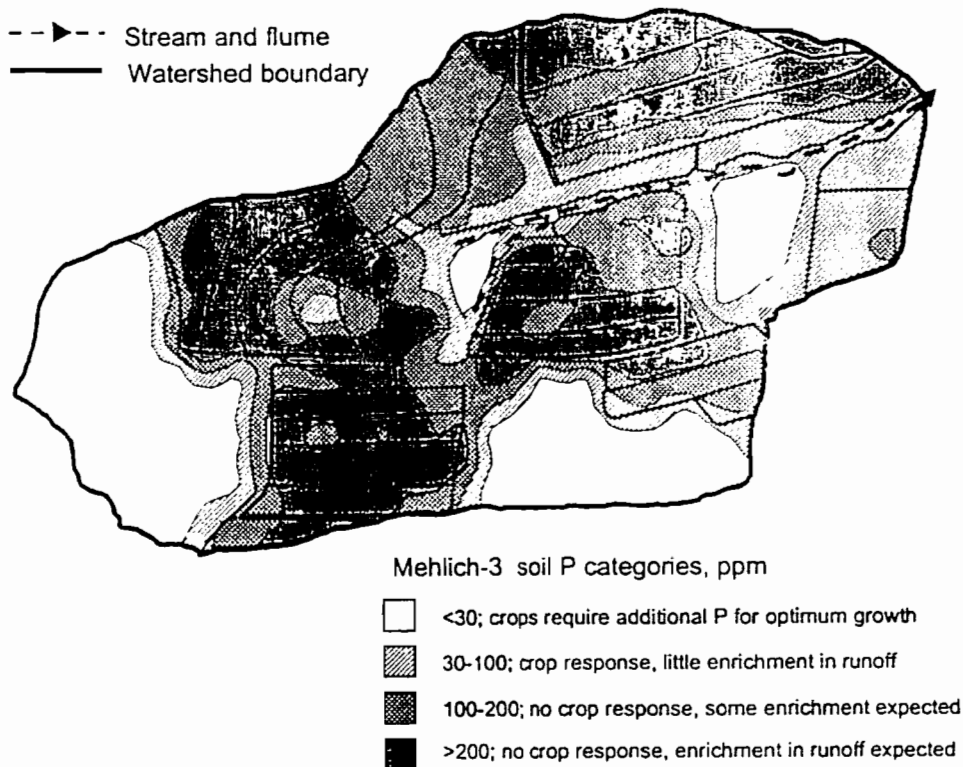 Stream and flume
Watershed boundary
Mehlich-3 soil P categories, ppm
<30; crops require additional P for optimum growth
30-100; crop response, little enrichment in runoff
100-200; no crop response, some enrichment expected
>200; no crop response, enrichment in runoff expected